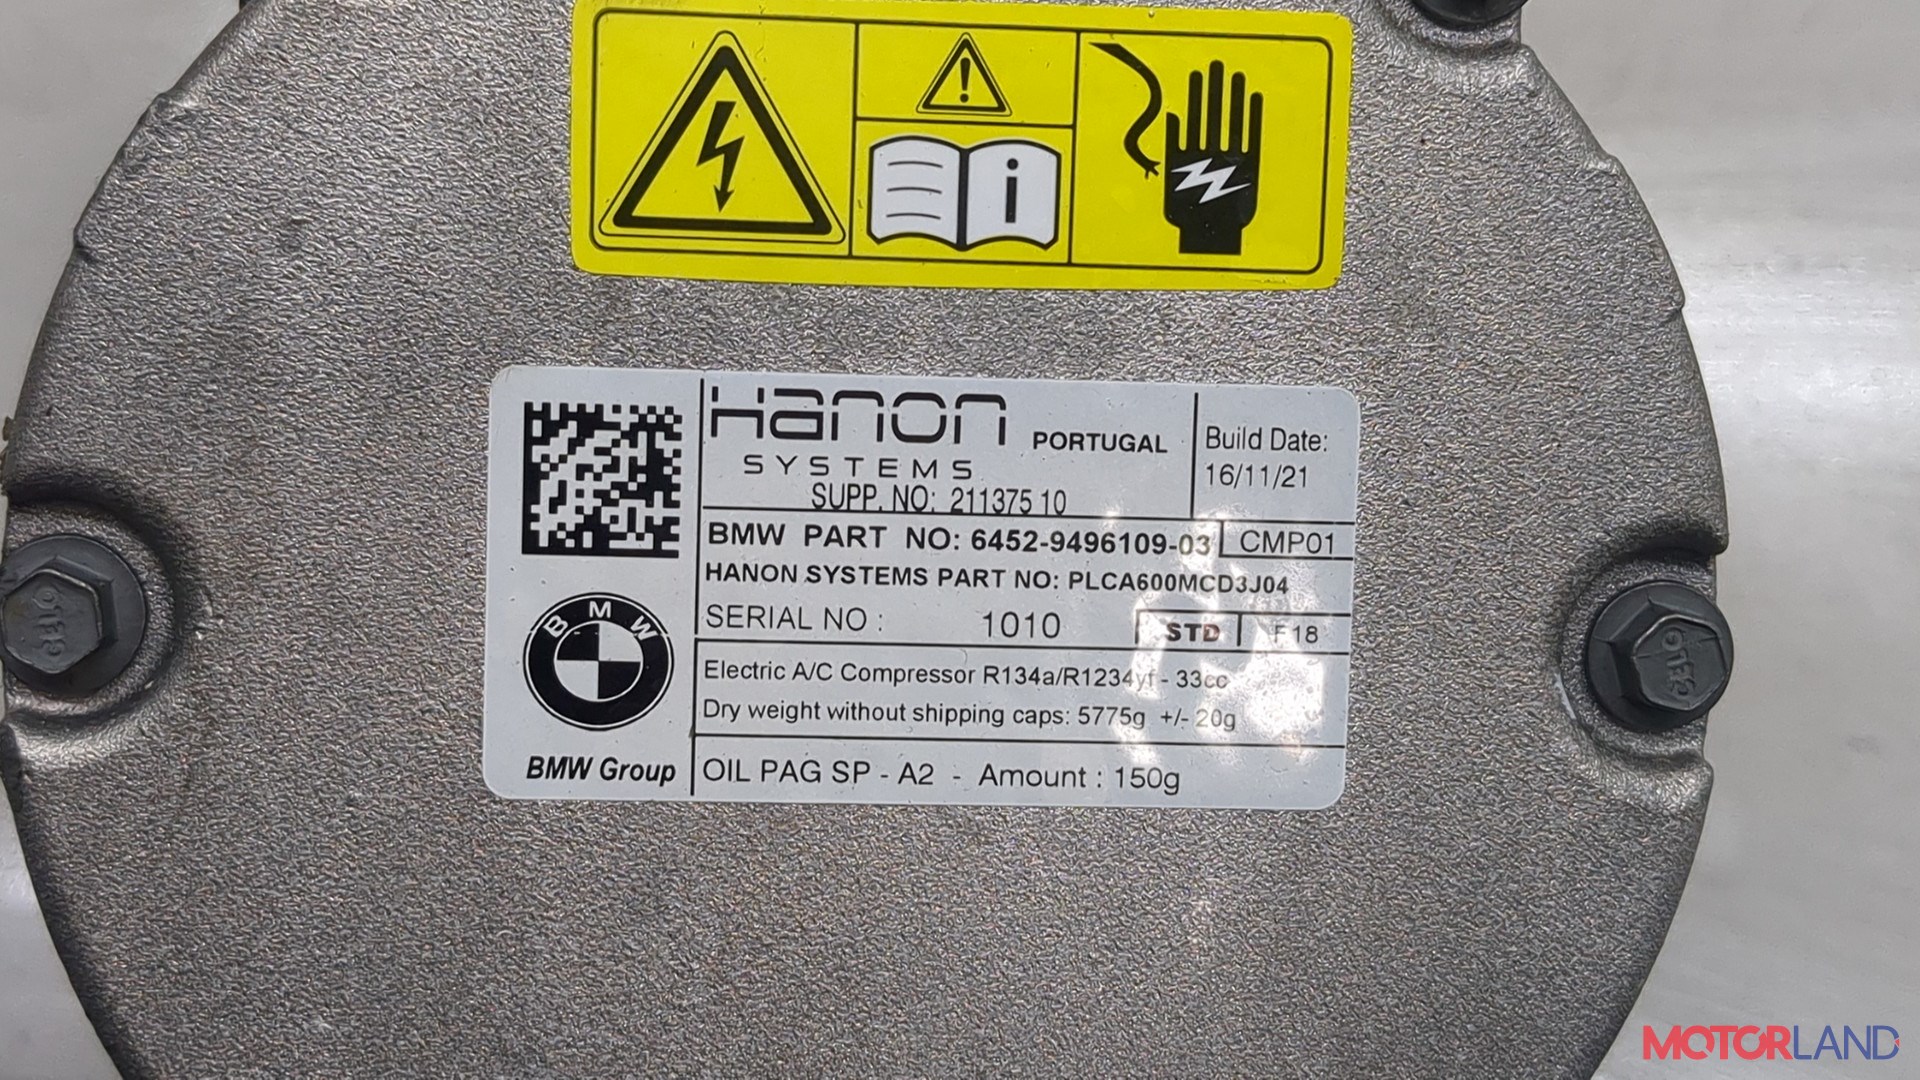 i
Hanon
SYSTEMS
PORTUGAL
SUPP. NO: 211375 10
Build Date:
16/11/21
BMW PART NO: 6452-9496109-03
CMP01
HANON SYSTEMS PART NO: PLCA600MCD3J04
SERIAL NO : 1010
STD
F18
Electric A/C Compressor R134a/R1234yf - 33cc
Dry weight without shipping caps: 5775g +/- 20g
OIL PAG SP - A2 - Amount : 150g
BMW
BMW Group
MOTORLAND